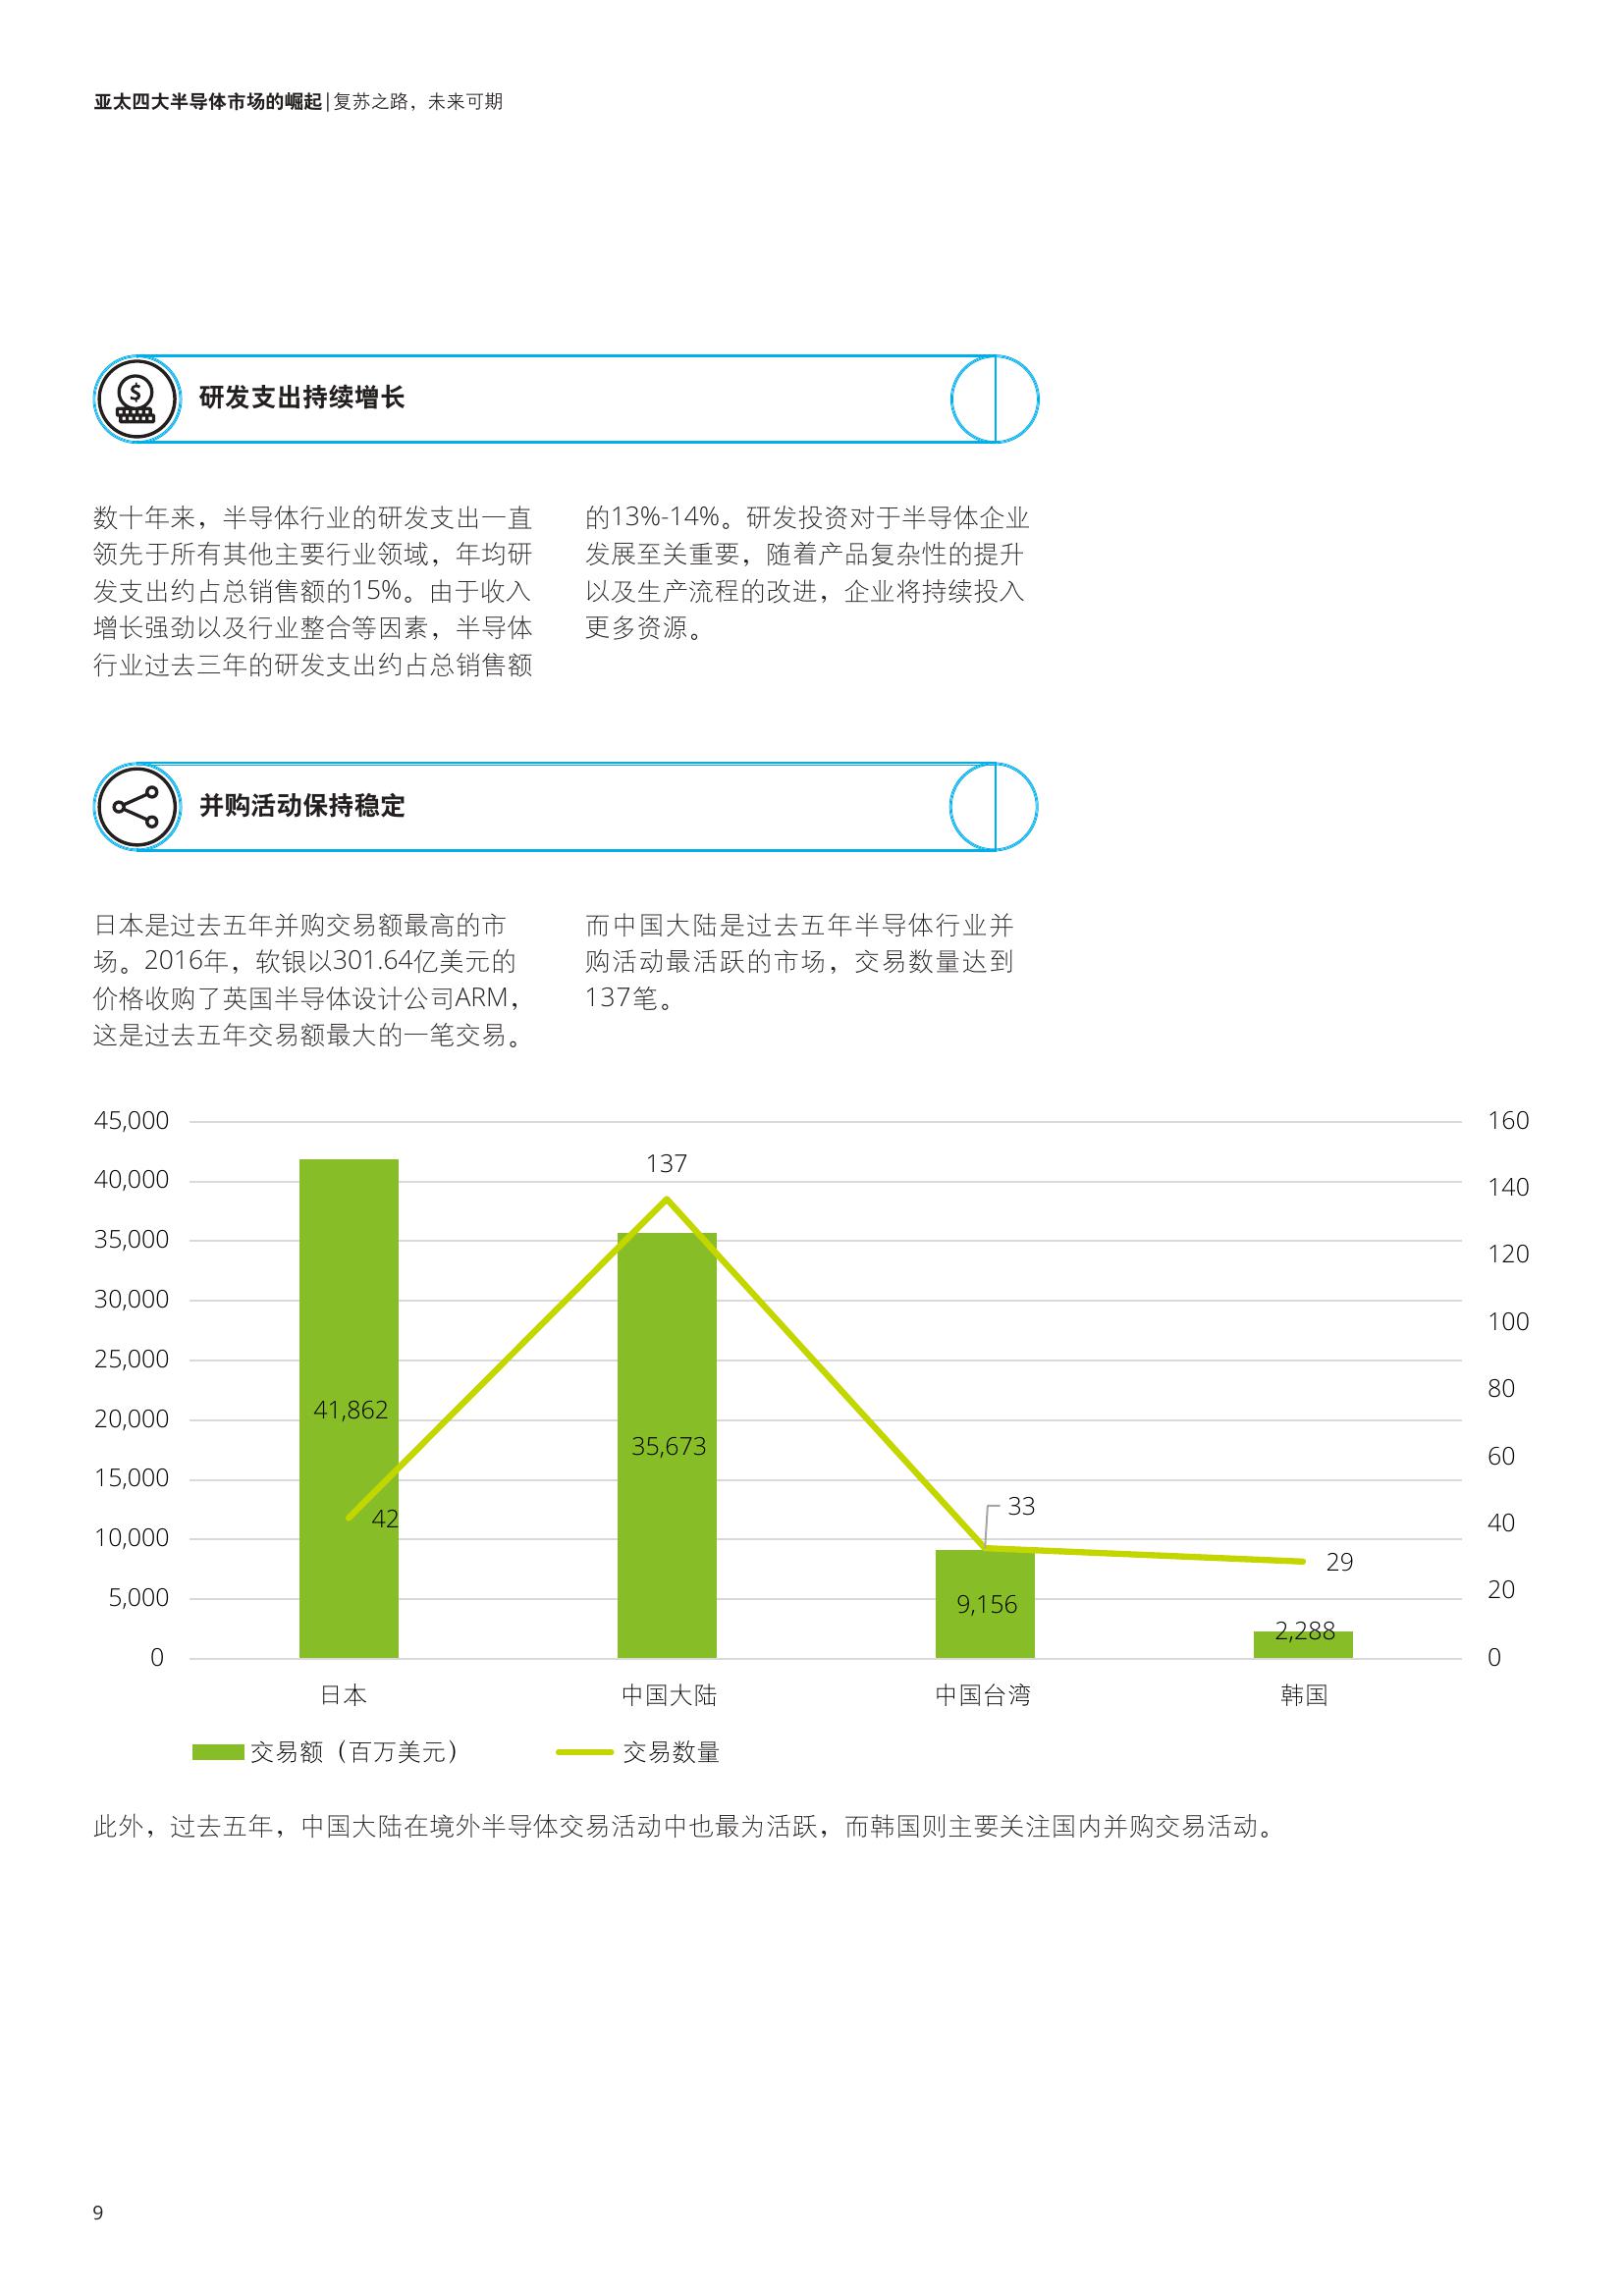 亚太四大半导体市场的崛起|复苏之路，未来可期
研发支出持续增长
数十年来，半导体行业的研发支出一直
领先于所有其他主要行业领域，年均研
发支出约占总销售额的15%。由于收入
增长强劲以及行业整合等因素，半导体
行业过去三年的研发支出约占总销售额
的13%-14%。研发投资对于半导体企业
发展至关重要，随着产品复杂性的提升
以及生产流程的改进，企业将持续投入
更多资源。
并购活动保持稳定
日本是过去五年并购交易额最高的市
场。2016年，软银以301.64亿美元的
价格收购了英国半导体设计公司ARM，
这是过去五年交易额最大的一笔交易。
而中国大陆是过去五年半导体行业并
购活动最活跃的市场，交易数量达到
137笔。
45,000
40,000
35,000
30,000
25,000
20,000
15,000
10,000
5,000
0
160
140
120
100
80
60
40
20
0
41,862
42
137
35,673
33
9,156
29
2,288
日本
中国大陆
中国台湾
韩国
交易额（百万美元）
交易数量
此外，过去五年，中国大陆在境外半导体交易活动中也最为活跃，而韩国则主要关注国内并购交易活动。
9